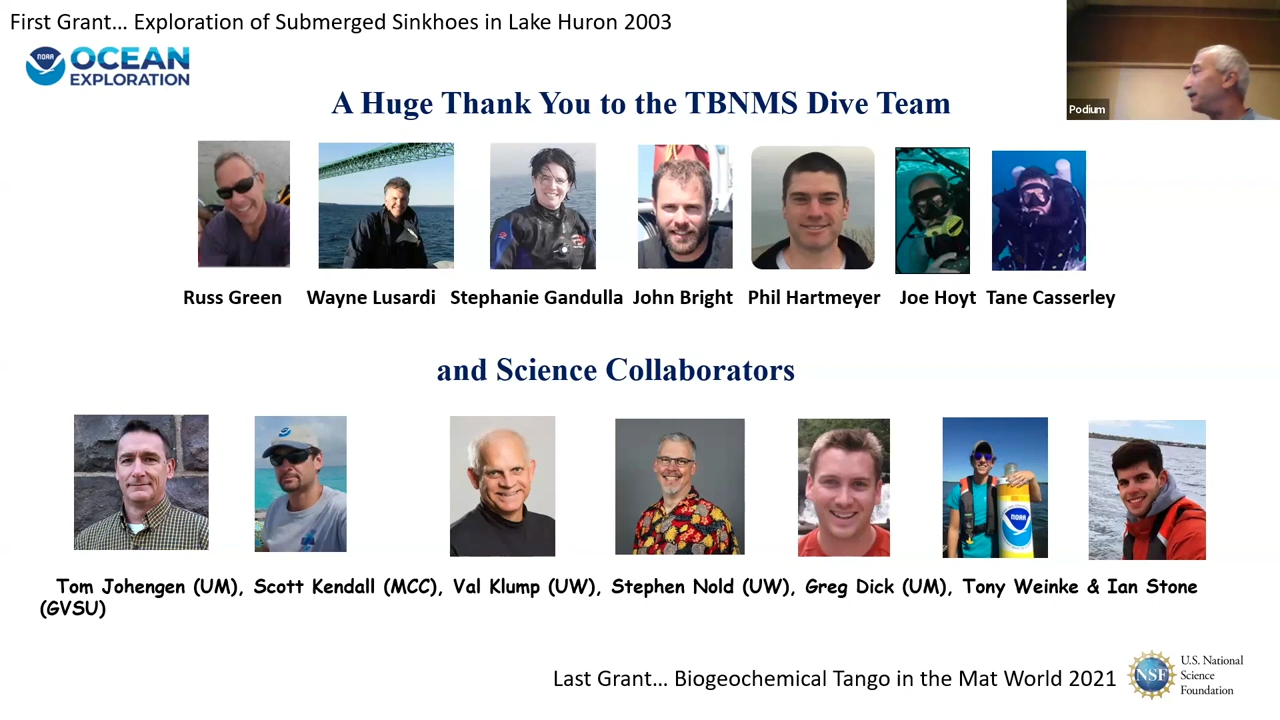 First Grant... Exploration of Submerged Sinkhoes in Lake Huron 2003
NOAA OCEAN
EXPLORATION
Podium
A Huge Thank You to the TBNMS Dive Team
Russ Green Wayne Lusardi Stephanie Gandulla John Bright Phil Hartmeyer Joe Hoyt Tane Casserley
and Science Collaborators
NOAA
Tom Johengen (UM), Scott Kendall (MCC), Val Klump (UW), Stephen Nold (UW), Greg Dick (UM), Tony Weinke & Ian Stone
(GVSU)
Last Grant... Biogeochemical Tango in the Mat World 2021
NSF
U.S. National
Science
Foundation